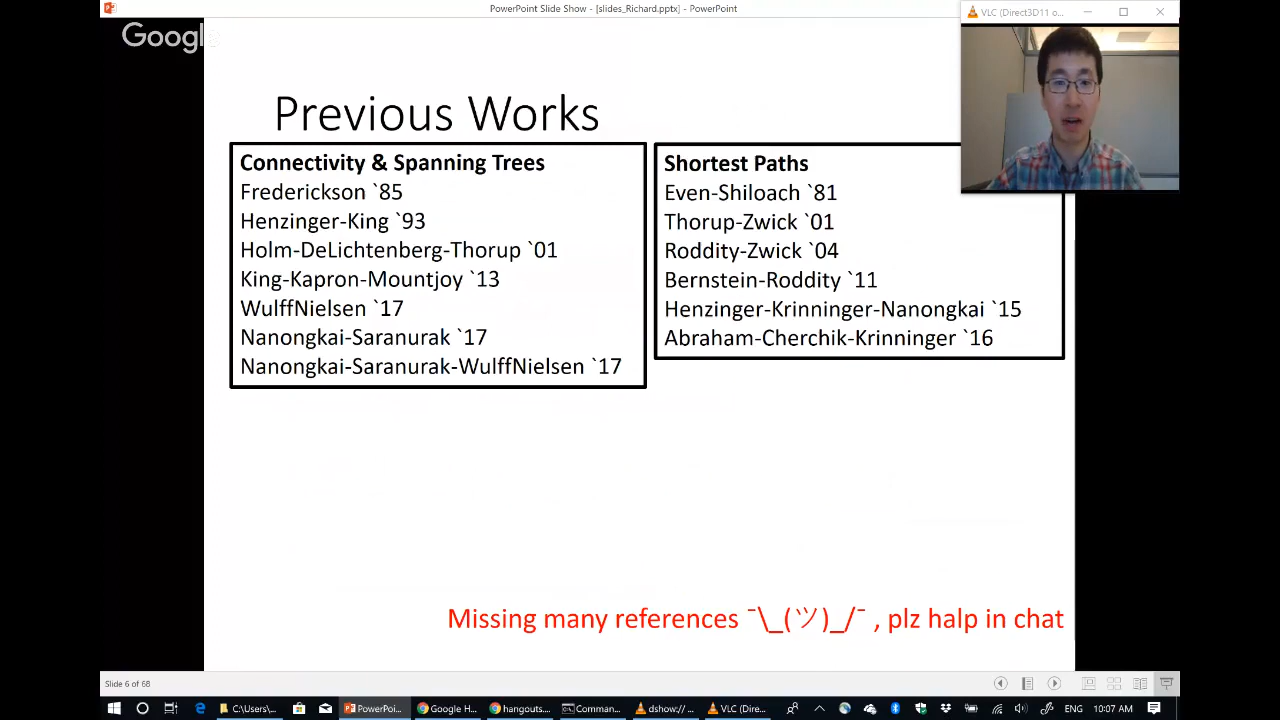 PowerPoint Slide Show - [slides_Richard.pptx] - PowerPoint
VLC (Direct3D11 o...
Google
Previous Works
Connectivity & Spanning Trees
Frederickson `85
Henzinger-King `93
Holm-DeLichtenberg-Thorup `01
King-Kapron-Mountjoy `13
WulffNielsen `17
Nanongkai-Saranurak `17
Nanongkai-Saranurak-WulffNielsen `17
Shortest Paths
Even-Shiloach `81
Thorup-Zwick `01
Roddity-Zwick `04
Bernstein-Roddity `11
Henzinger-Krinninger-Nanongkai `15
Abraham-Cherchik-Krinninger `16
Missing many references ¯\_(ツ)_/¯ , plz halp in chat
Slide 6 of 68
C:\Users\...
PowerPoi...
Google H...
hangouts....
Comman...
dshow:// ...
VLC (Dire...
10:07 AM